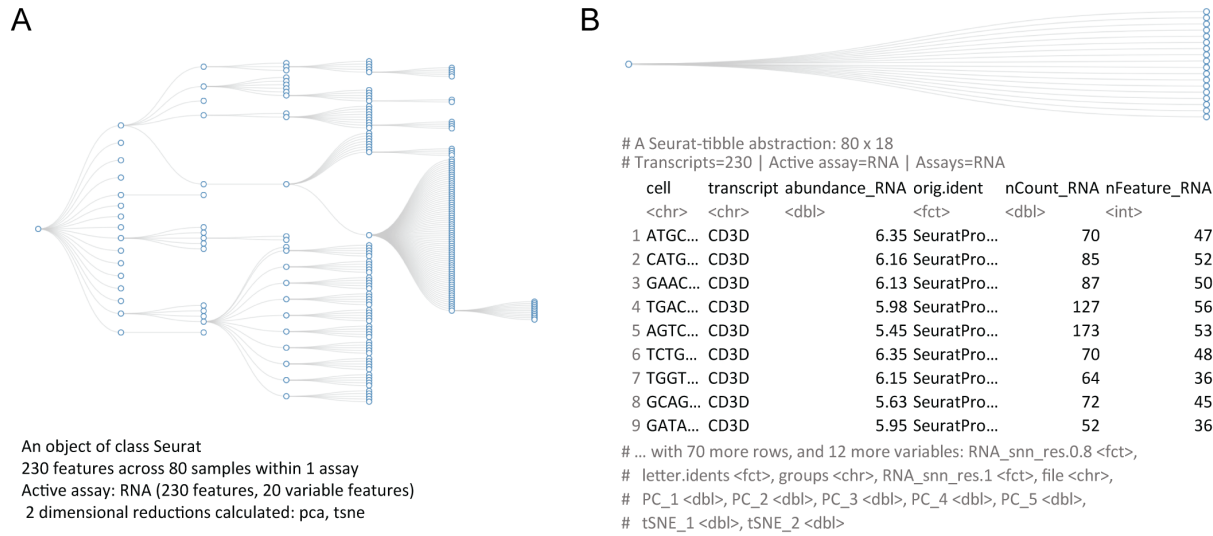 A
An object of class Seurat
230 features across 80 samples within 1 assay
Active assay: RNA (230 features, 20 variable features)
2 dimensional reductions calculated: pca, tsne
B
# A Seurat-tibble abstraction: 80 x 18
# Transcripts=230 | Active assay=RNA | Assays=RNA
cell transcript abundance_RNA orig.ident nCount_RNA nFeature_RNA
<chr> <chr> <dbl> <fct> <dbl> <int>
1 ATGC... CD3D 6.35 SeuratPro... 70 47
2 CATG... CD3D 6.16 SeuratPro... 85 52
3 GAAC... CD3D 6.13 SeuratPro... 87 50
4 TGAC... CD3D 5.98 SeuratPro... 127 56
5 AGTC... CD3D 5.45 SeuratPro... 173 53
6 TCTG... CD3D 6.35 SeuratPro... 70 48
7 TGGT... CD3D 6.15 SeuratPro... 64 36
8 GCAG... CD3D 5.63 SeuratPro... 72 45
9 GATA... CD3D 5.95 SeuratPro... 52 36
# ... with 70 more rows, and 12 more variables: RNA_snn_res.0.8 <fct>,
# letter.idents <fct>, groups <chr>, RNA_snn_res.1 <fct>, file <chr>,
# PC_1 <dbl>, PC_2 <dbl>, PC_3 <dbl>, PC_4 <dbl>, PC_5 <dbl>,
# tSNE_1 <dbl>, tSNE_2 <dbl>